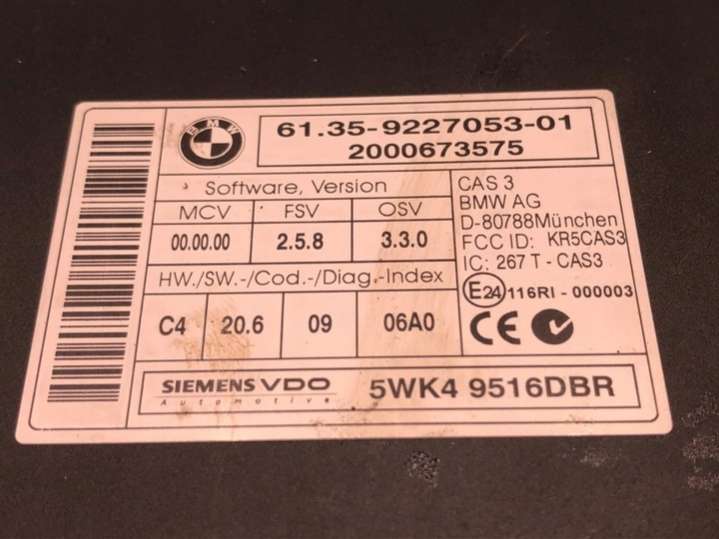 BMW
61.35-9227053-01
2000673575
Software, Version
MCV FSV OSV
00.00.00 2.5.8 3.3.0
HW./SW.-/Cod.-/Diag.-Index
C4 20.6 09 06A0
CAS 3
BMW AG
D-80788München
FCC ID: KR5CAS3
IC: 267 T - CAS3
E24 116RI - 000003
CE
SIEMENS VDO
Automotive
5WK4 9516DBR